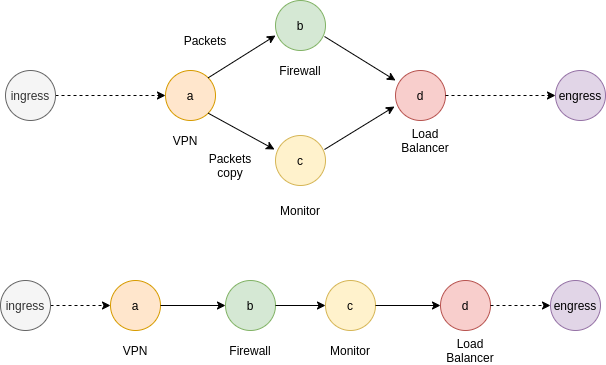 b
Packets
Firewall
ingress
a
d
engress
VPN
Load
Balancer
Packets
copy
c
Monitor
ingress
a
b
c
d
engress
VPN
Firewall
Monitor
Load
Balancer